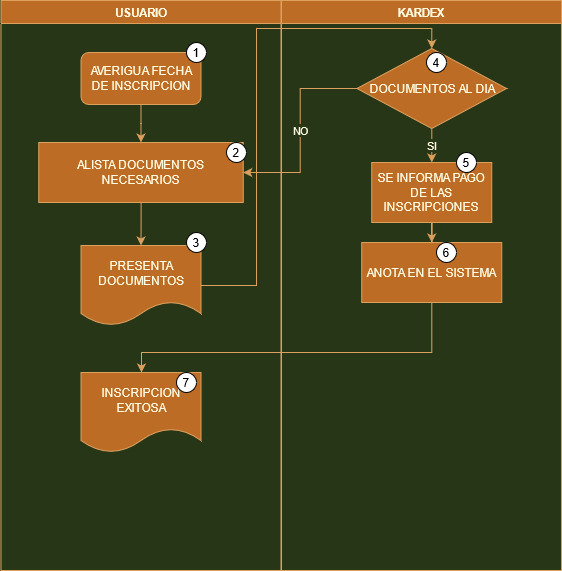 USUARIO
KARDEX
1
AVERIGUA FECHA
DE INSCRIPCION
2
ALISTA DOCUMENTOS
NECESARIOS
3
PRESENTA
DOCUMENTOS
4
DOCUMENTOS AL DIA
NO
SI
5
SE INFORMA PAGO
DE LAS
INSCRIPCIONES
6
ANOTA EN EL SISTEMA
7
INSCRIPCION
EXITOSA